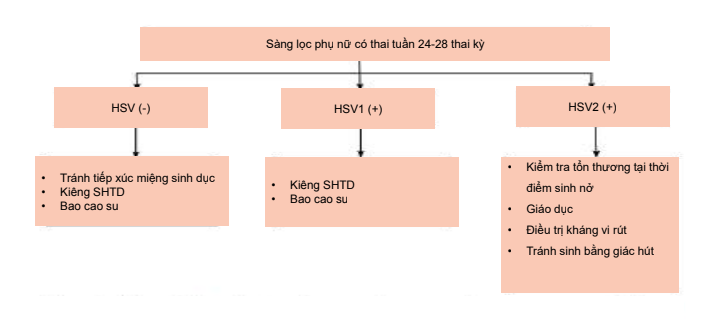 Sàng lọc phụ nữ có thai tuần 24-28 thai kỳ
HSV (-)
HSV1 (+)
HSV2 (+)
• Tránh tiếp xúc miệng sinh dục
• Kiêng SHTD
• Bao cao su
• Kiêng SHTD
• Bao cao su
• Kiểm tra tổn thương tại thời
điểm sinh nở
• Giáo dục
• Điều trị kháng vi rút
• Tránh sinh bằng giác hút